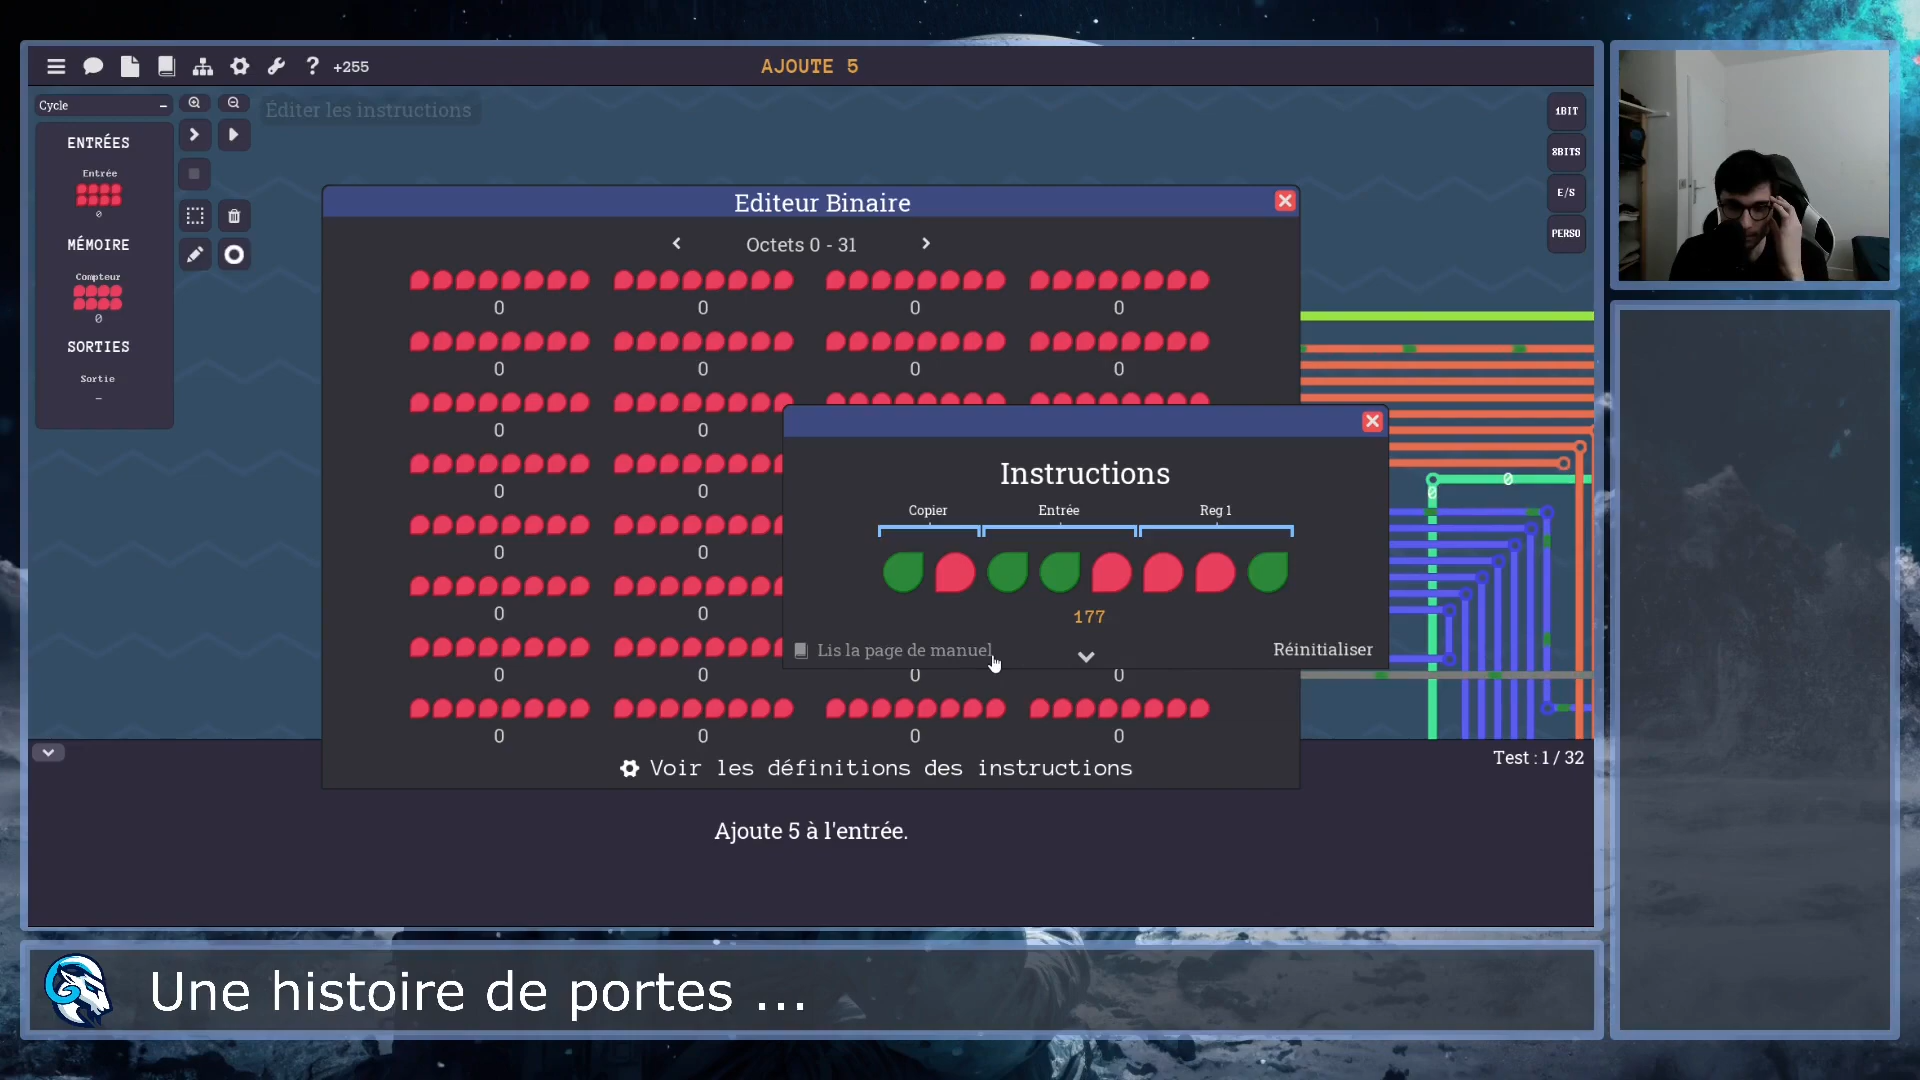 +255
AJOUTE 5
Cycle
ENTRÉES
Entrée
0
MÉMOIRE
Compteur
0
SORTIES
Sortie
-
Éditer les instructions
1BIT
8BITS
E/S
PERSO
Editeur Binaire
Octets 0 - 31
0 0 0 0
0 0 0 0
0 0
0 0
0 0
0 0
0 0 0 0
0 0 0 0
Voir les définitions des instructions
Instructions
Copier Entrée Reg 1
177
Lis la page de manuel
Réinitialiser
0
0
Test : 1 / 32
Ajoute 5 à l'entrée.
Une histoire de portes ...